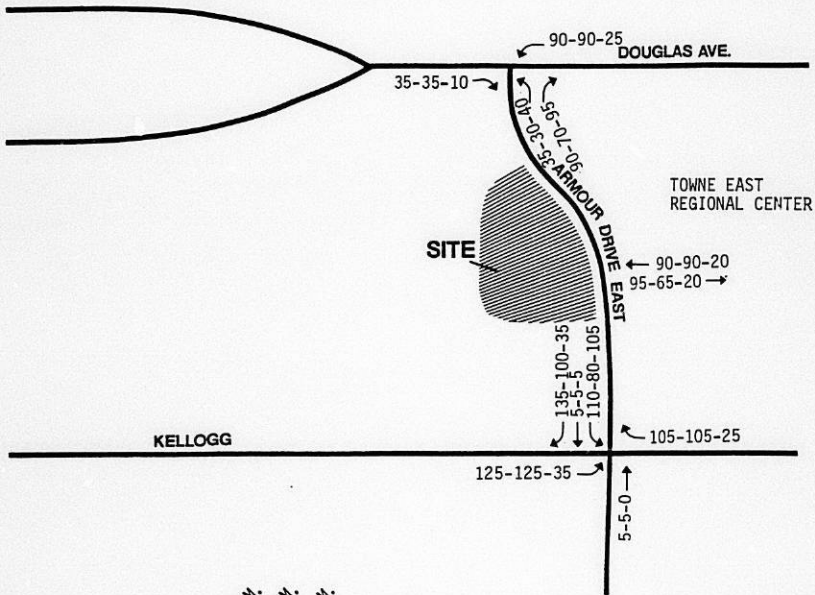 90-90-25
DOUGLAS AVE.
35-35-10
35-30-40
90-70-95
ARMOUR DRIVE EAST
TOWNE EAST
REGIONAL CENTER
SITE
90-90-20
95-65-20
135-100-35
5-5-5
110-80-105
KELLOGG
105-105-25
125-125-35
5-5-0
M. M. M.